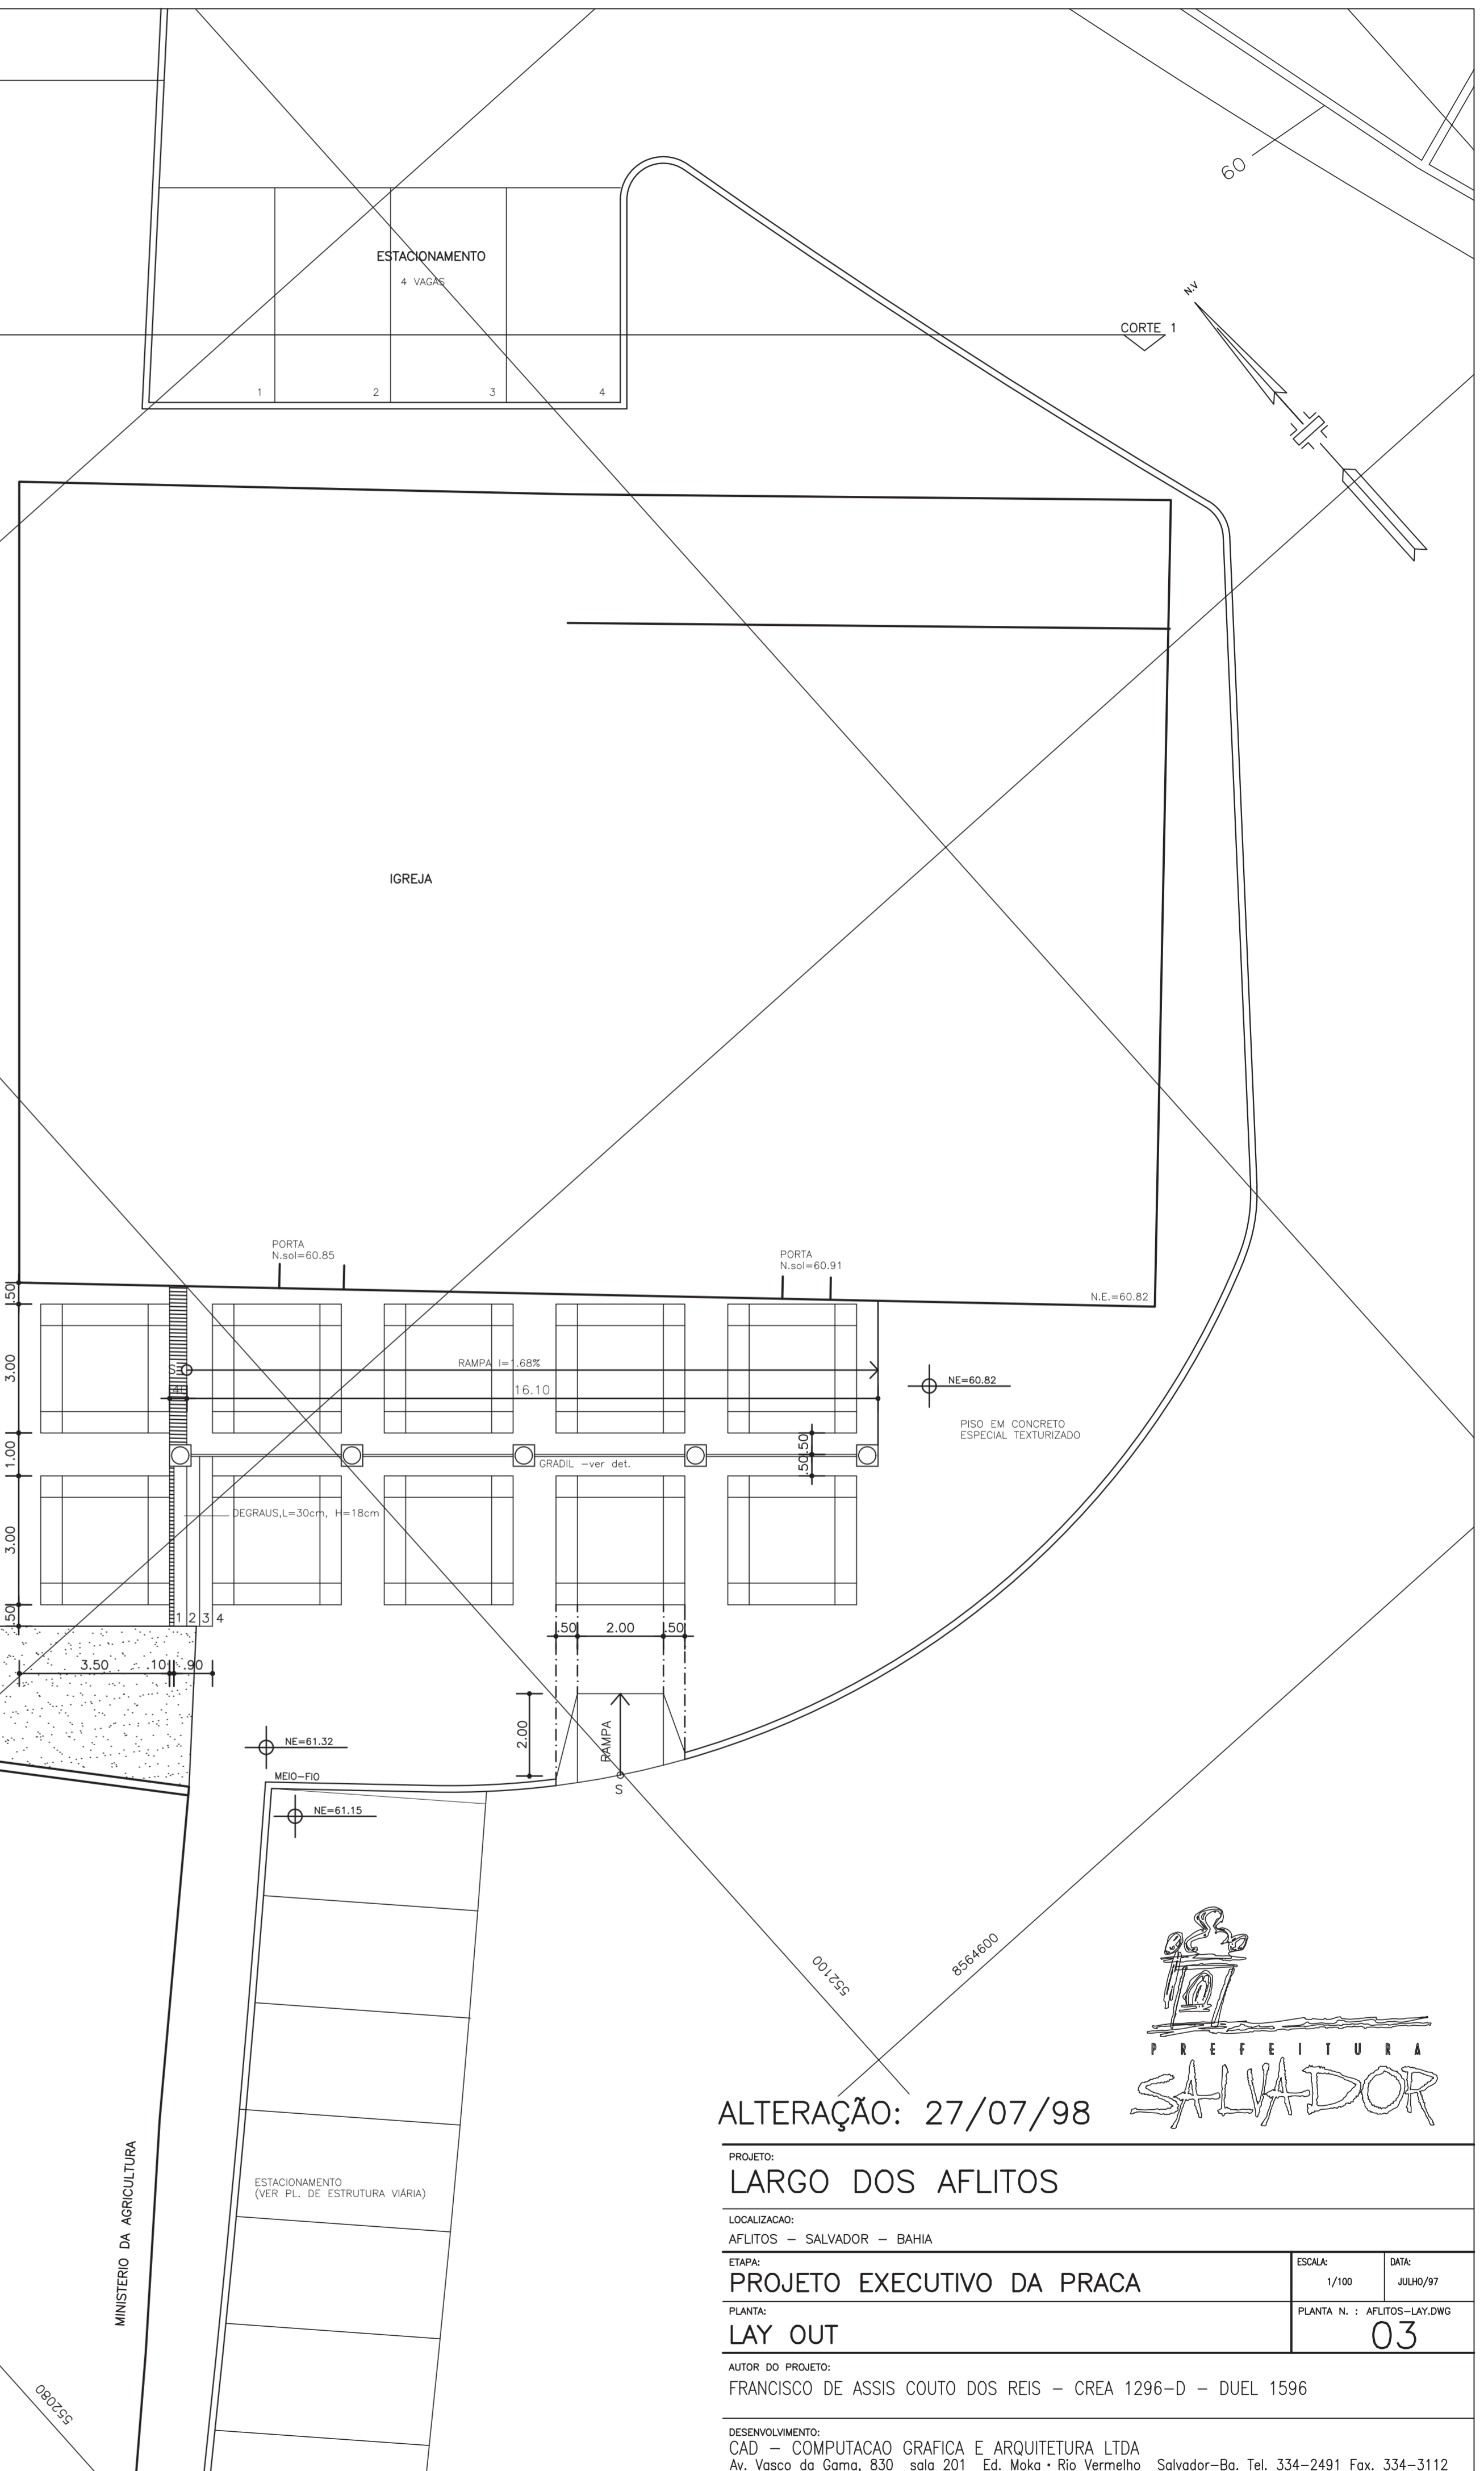 60
ESTACIONAMENTO
4 VAGAS
N.V
CORTE 1
1
2
3
4
IGREJA
PORTA
N.sol=60.85
PORTA
N.sol=60.91
N.E.=60.82
.50
3.00
S
RAMPA I=1.68%
16.10
NE=60.82
PISO EM CONCRETO
ESPECIAL TEXTURIZADO
1.00
.50
.50
GRADIL -ver det.
DEGRAUS,L=30cm, H=18cm
3.00
.50
1 2 3 4
.50
2.00
.50
3.50
.10
.90
2.00
RAMPA
NE=61.32
MEIO-FIO
S
NE=61.15
552100
8564600
PREFEITURA
SALVADOR
ALTERAÇÃO: 27/07/98
MINISTERIO DA AGRICULTURA
ESTACIONAMENTO
(VER PL. DE ESTRUTURA VIÁRIA)
552080
PROJETO:
LARGO DOS AFLITOS
LOCALIZACAO:
AFLITOS - SALVADOR - BAHIA
ETAPA:
PROJETO EXECUTIVO DA PRACA
ESCALA:
1/100
DATA:
JULHO/97
PLANTA:
LAY OUT
PLANTA N. : AFLITOS-LAY.DWG
03
AUTOR DO PROJETO:
FRANCISCO DE ASSIS COUTO DOS REIS - CREA 1296-D - DUEL 1596
DESENVOLVIMENTO:
CAD - COMPUTACAO GRAFICA E ARQUITETURA LTDA
Av. Vasco da Gama, 830 sala 201 Ed. Moka • Rio Vermelho Salvador-Ba. Tel. 334-2491 Fax. 334-3112